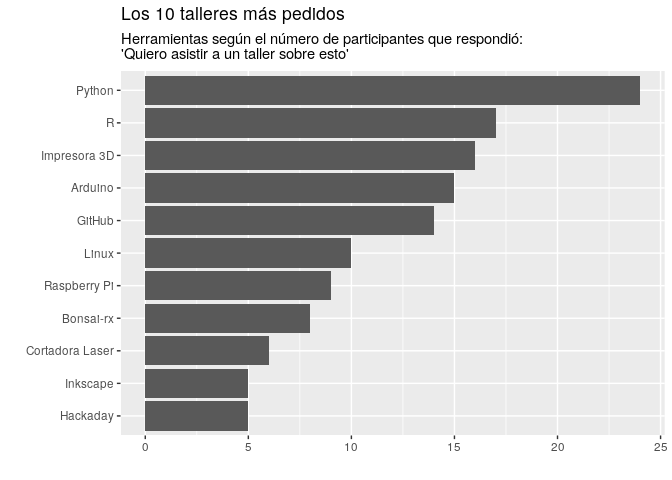 Los 10 talleres más pedidos
Herramientas según el número de participantes que respondió:
'Quiero asistir a un taller sobre esto'
Python
R
Impresora 3D
Arduino
GitHub
Linux
Raspberry Pi
Bonsai-rx
Cortadora Laser
Inkscape
Hackaday
0 5 10 15 20 25